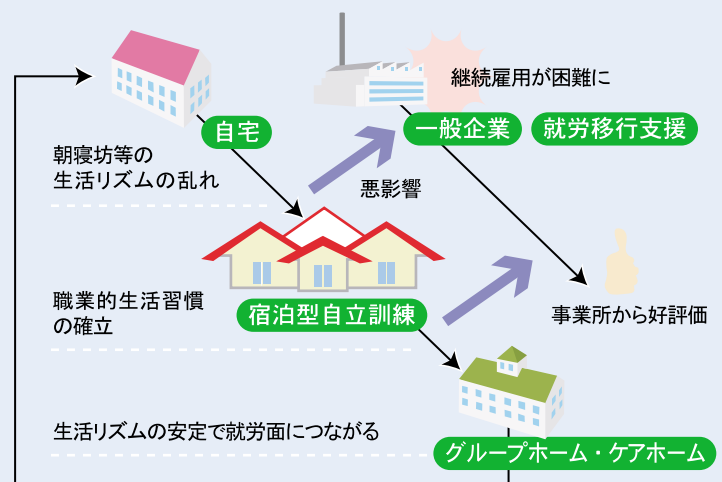 継続雇用が困難に
自宅
一般企業
就労移行支援
朝寝坊等の
生活リズムの乱れ
悪影響
職業的生活習慣
の確立
宿泊型自立訓練
事業所から好評価
生活リズムの安定で就労面につながる
グループホーム・ケアホーム